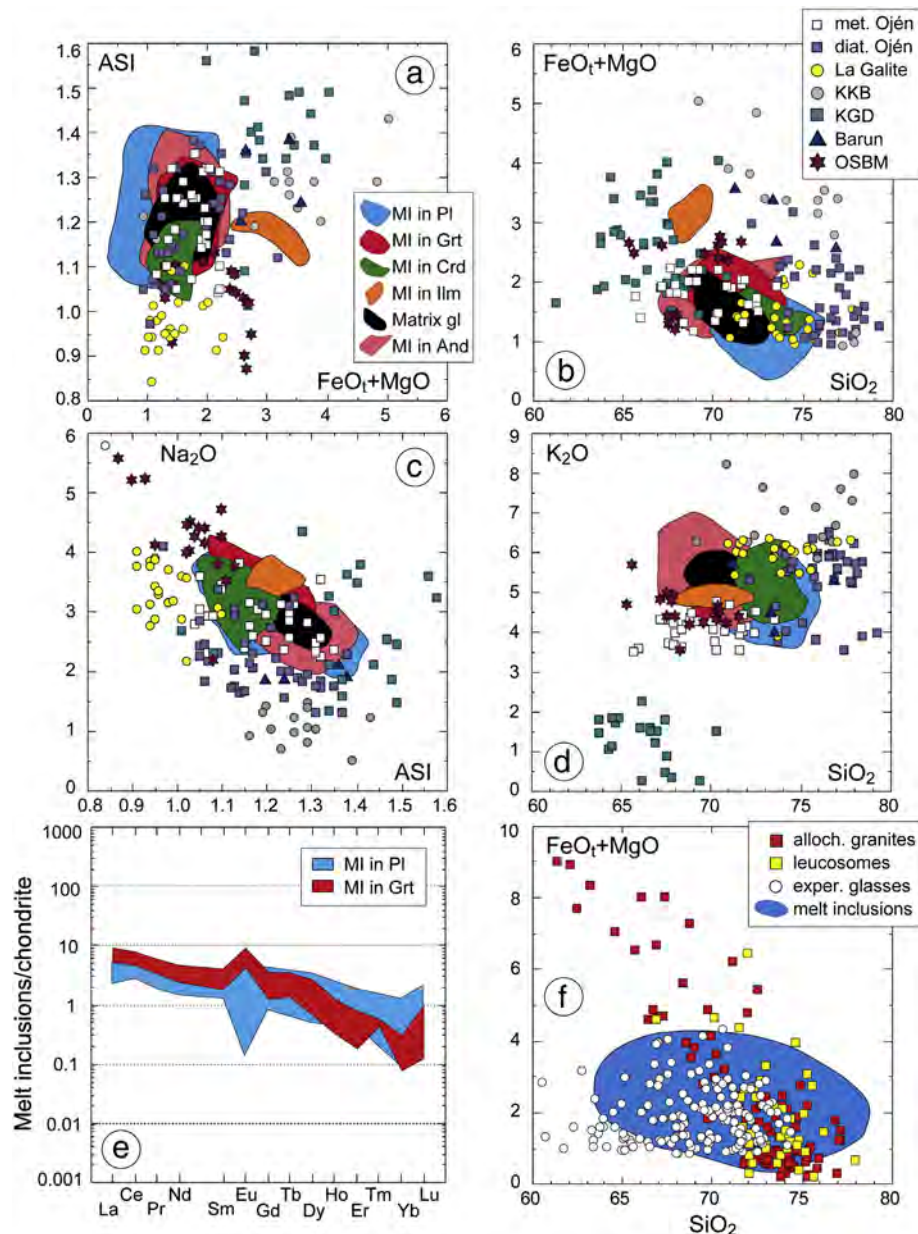 ASI
a
1.6
1.5
1.4
1.3
1.2
1.1
1.0
0.9
0.8
0 1 2 3 4 5 6
FeOt+MgO
MI in Pl
MI in Grt
MI in Crd
MI in Ilm
Matrix gl
MI in And
FeOt+MgO
b
6
5
4
3
2
1
0
60 65 70 75 80
SiO2
met. Ojén
diat. Ojén
La Galite
KKB
KGD
Barun
OSBM
Na2O
c
6
5
4
3
2
1
0
0.8 0.9 1.0 1.1 1.2 1.3 1.4 1.5 1.6
ASI
K2O
d
9
8
7
6
5
4
3
2
1
0
60 65 70 75 80
SiO2
Melt inclusions/chondrite
1000
100
10
1
0.1
0.01
0.001
MI in Pl
MI in Grt
e
La Ce Pr Nd Sm Eu Gd Tb Dy Ho Er Tm Yb Lu
FeOt+MgO
f
10
8
6
4
2
0
60 65 70 75 80
SiO2
alloch. granites
leucosomes
exper. glasses
melt inclusions